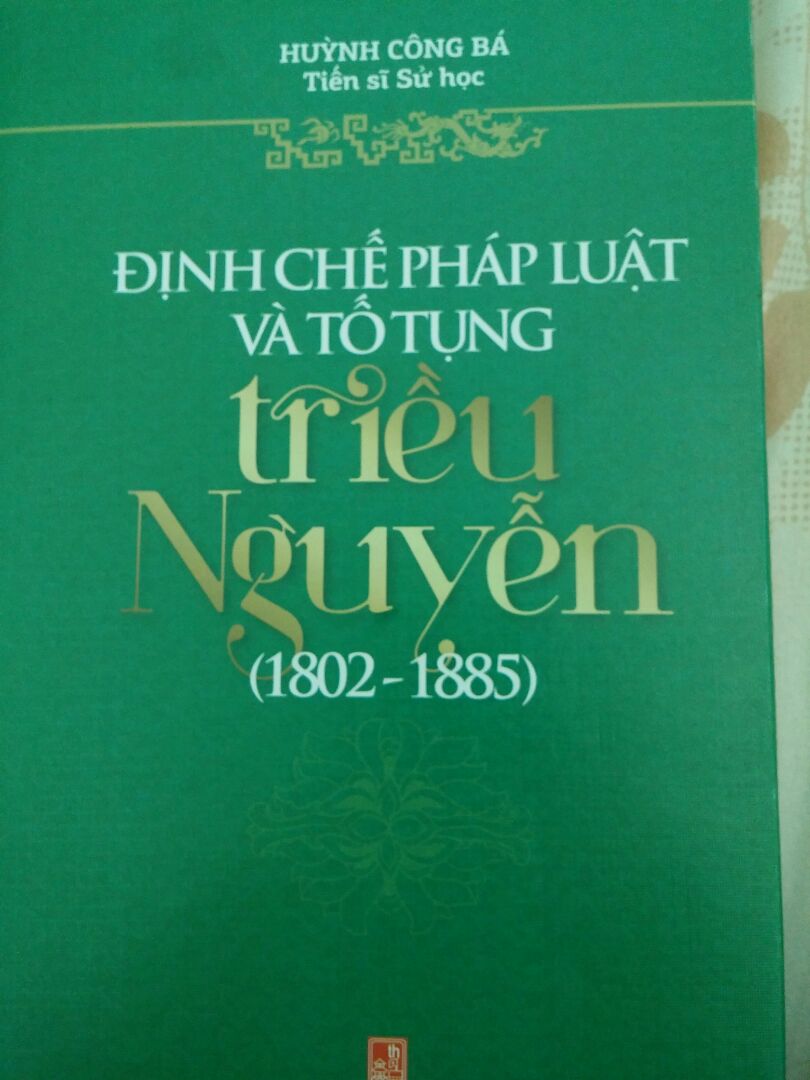 HUỲNH CÔNG BÁ
Tiến sĩ Sử học
ĐỊNH CHẾ PHÁP LUẬT
VÀ TỐ TỤNG
triều
Nguyễn
(1802 - 1885)